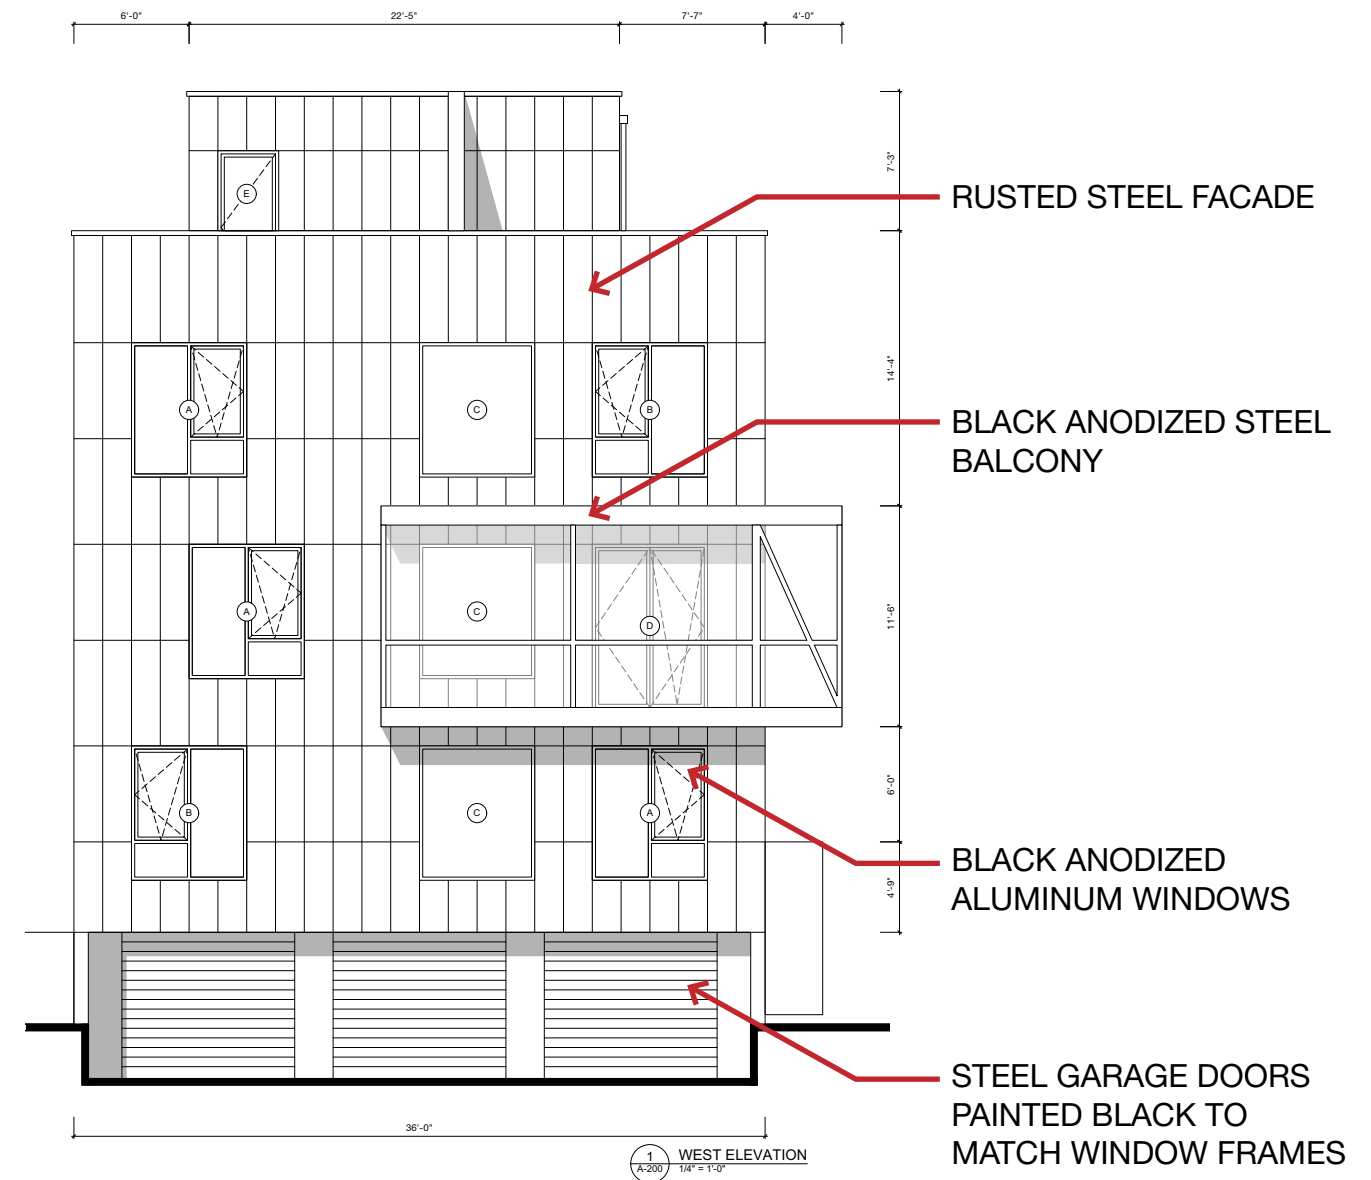 6'-0" 22'-5" 7'-7" 4'-0"
7'-3"
E
RUSTED STEEL FACADE
14'-4"
A C B
BLACK ANODIZED STEEL
BALCONY
11'-6"
A C D
6'-0"
B C A
BLACK ANODIZED
ALUMINUM WINDOWS
4'-9"
STEEL GARAGE DOORS
PAINTED BLACK TO
MATCH WINDOW FRAMES
36'-0"
1 WEST ELEVATION
A-200 1/4" = 1'-0"